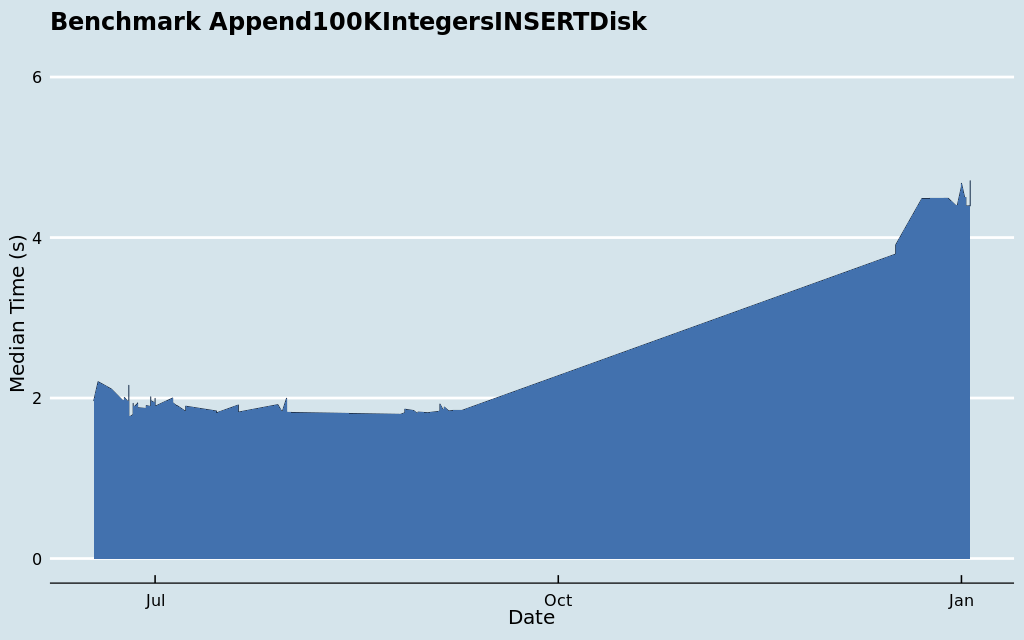 Benchmark Append100KIntegersINSERTDisk
6
4
2
0
Median Time (s)
Jul
Oct
Jan
Date